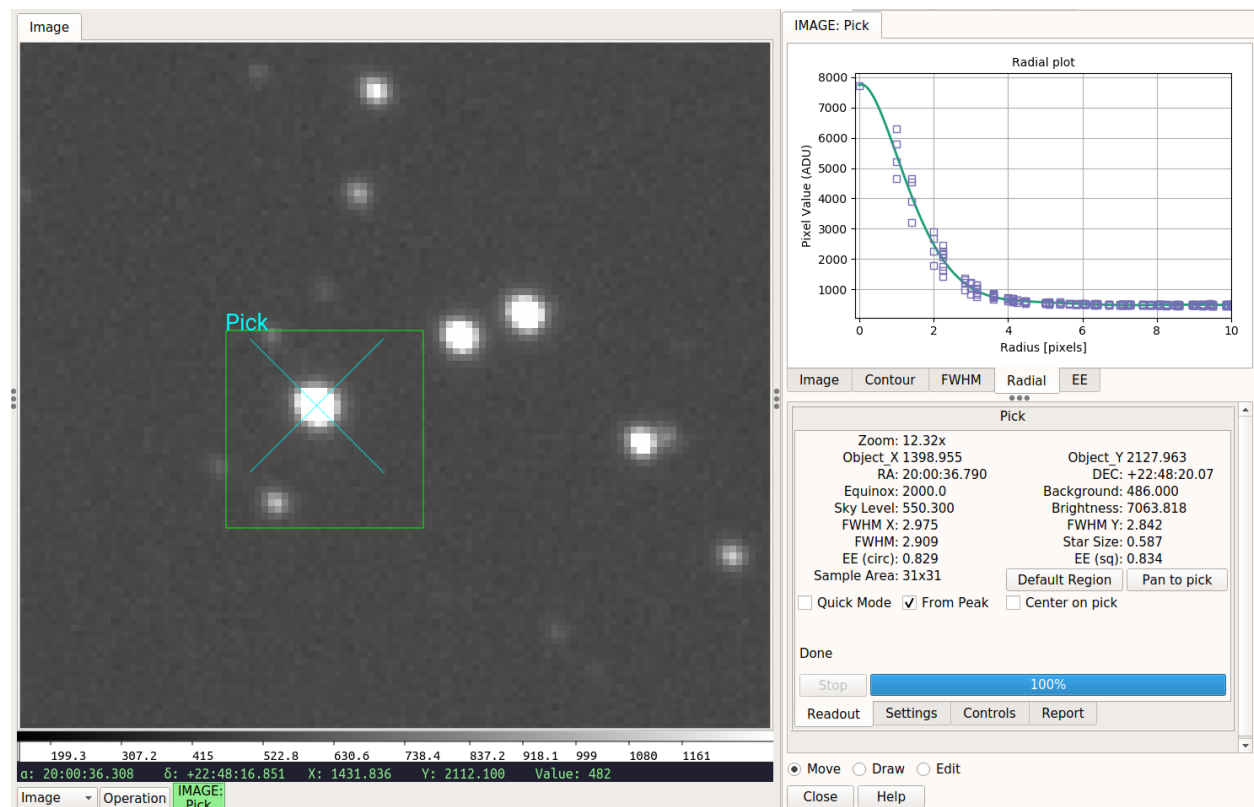 Image
Pick
199.3 307.2 415 522.8 630.6 738.4 837.2 918.1 999 1080 1161
α: 20:00:36.308 δ: +22:48:16.851 X: 1431.836 Y: 2112.100 Value: 482
Image Operation IMAGE: Pick
IMAGE: Pick
Radial plot
Pixel Value (ADU)
8000
7000
6000
5000
4000
3000
2000
1000
0 2 4 6 8 10
Radius [pixels]
Image Contour FWHM Radial EE
Pick
Zoom: 12.32x
Object_X 1398.955 Object_Y 2127.963
RA: 20:00:36.790 DEC: +22:48:20.07
Equinox: 2000.0 Background: 486.000
Sky Level: 550.300 Brightness: 7063.818
FWHM X: 2.975 FWHM Y: 2.842
FWHM: 2.909 Star Size: 0.587
EE (circ): 0.829 EE (sq): 0.834
Sample Area: 31x31 Default Region Pan to pick
Quick Mode From Peak Center on pick
Done
Stop 100%
Readout Settings Controls Report
Move Draw Edit
Close Help